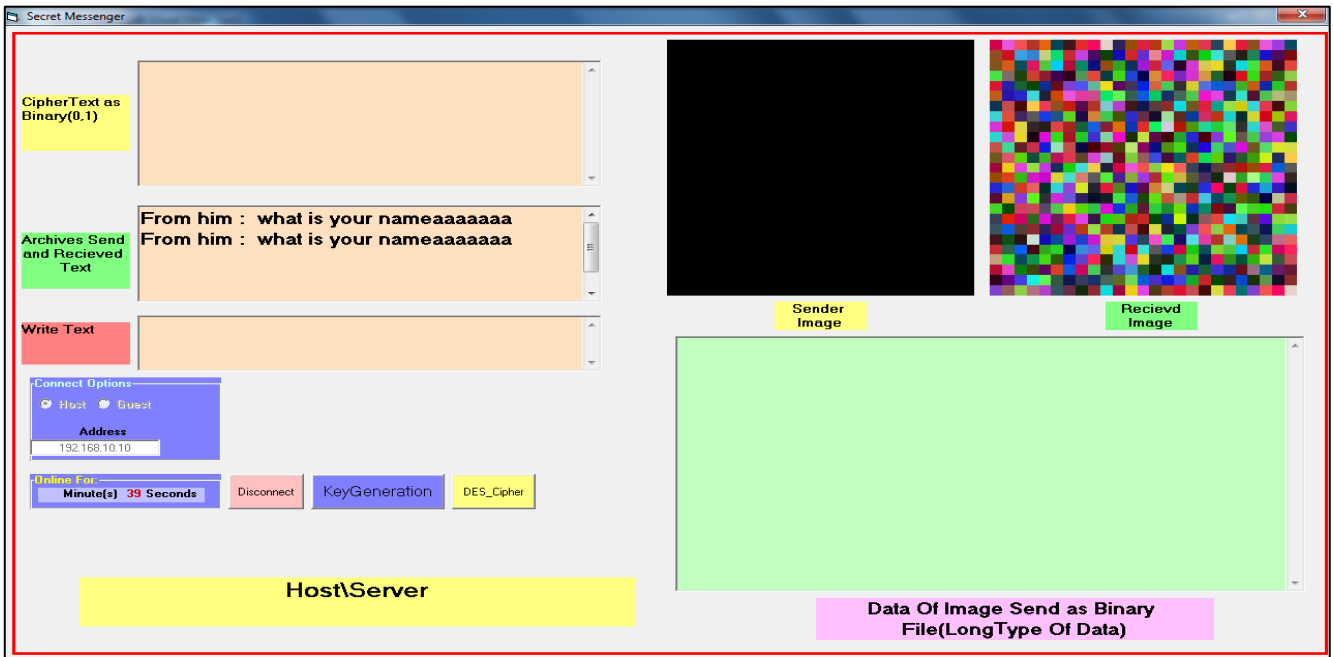 Secret Messenger
CipherText as
Binary(0,1)
From him :  what is your nameaaaaaaa
From him :  what is your nameaaaaaaa
Archives Send
and Recieved
Text
Write Text
Connect Options
Host Guest
Address
192.168.10.10
Online For:
Minute(s) 39 Seconds
Disconnect
KeyGeneration
DES_Cipher
Host\Server
Sender
Image
Recievd
Image
Data Of Image Send as Binary
File(LongType Of Data)